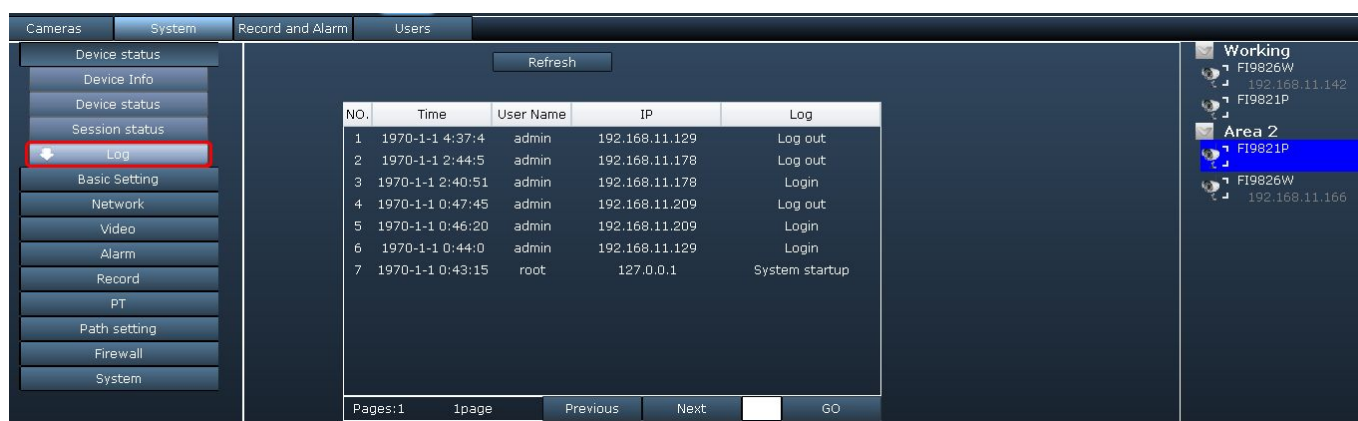 Cameras System Record and Alarm Users
Device status
Device Info
Device status
Session status
Log
Basic Setting
Network
Video
Alarm
Record
PT
Path setting
Firewall
System
Refresh
NO. Time User Name IP Log
1 1970-1-1 4:37:4 admin 192.168.11.129 Log out
2 1970-1-1 2:44:5 admin 192.168.11.178 Log out
3 1970-1-1 2:40:51 admin 192.168.11.178 Login
4 1970-1-1 0:47:45 admin 192.168.11.209 Log out
5 1970-1-1 0:46:20 admin 192.168.11.209 Login
6 1970-1-1 0:44:0 admin 192.168.11.129 Login
7 1970-1-1 0:43:15 root 127.0.0.1 System startup
Pages:1 1page Previous Next GO
Working
FI9826W
192.168.11.142
FI9821P
Area 2
FI9821P
FI9826W
192.168.11.166